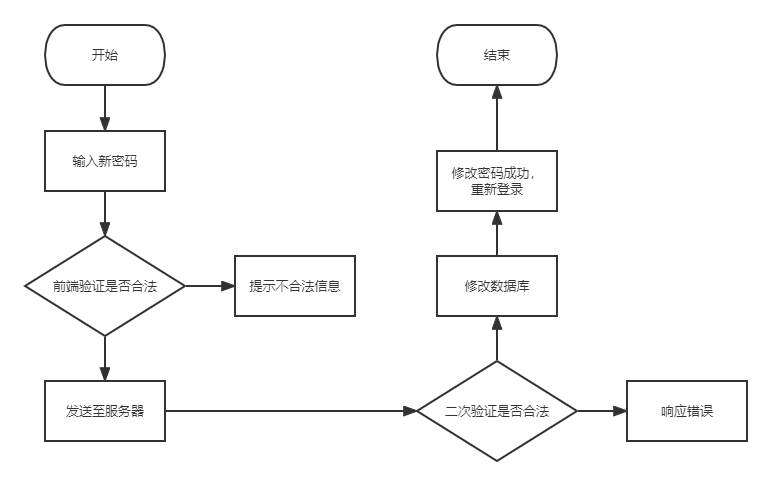 开始
输入新密码
前端验证是否合法
提示不合法信息
发送至服务器
二次验证是否合法
响应错误
修改数据库
修改密码成功，
重新登录
结束